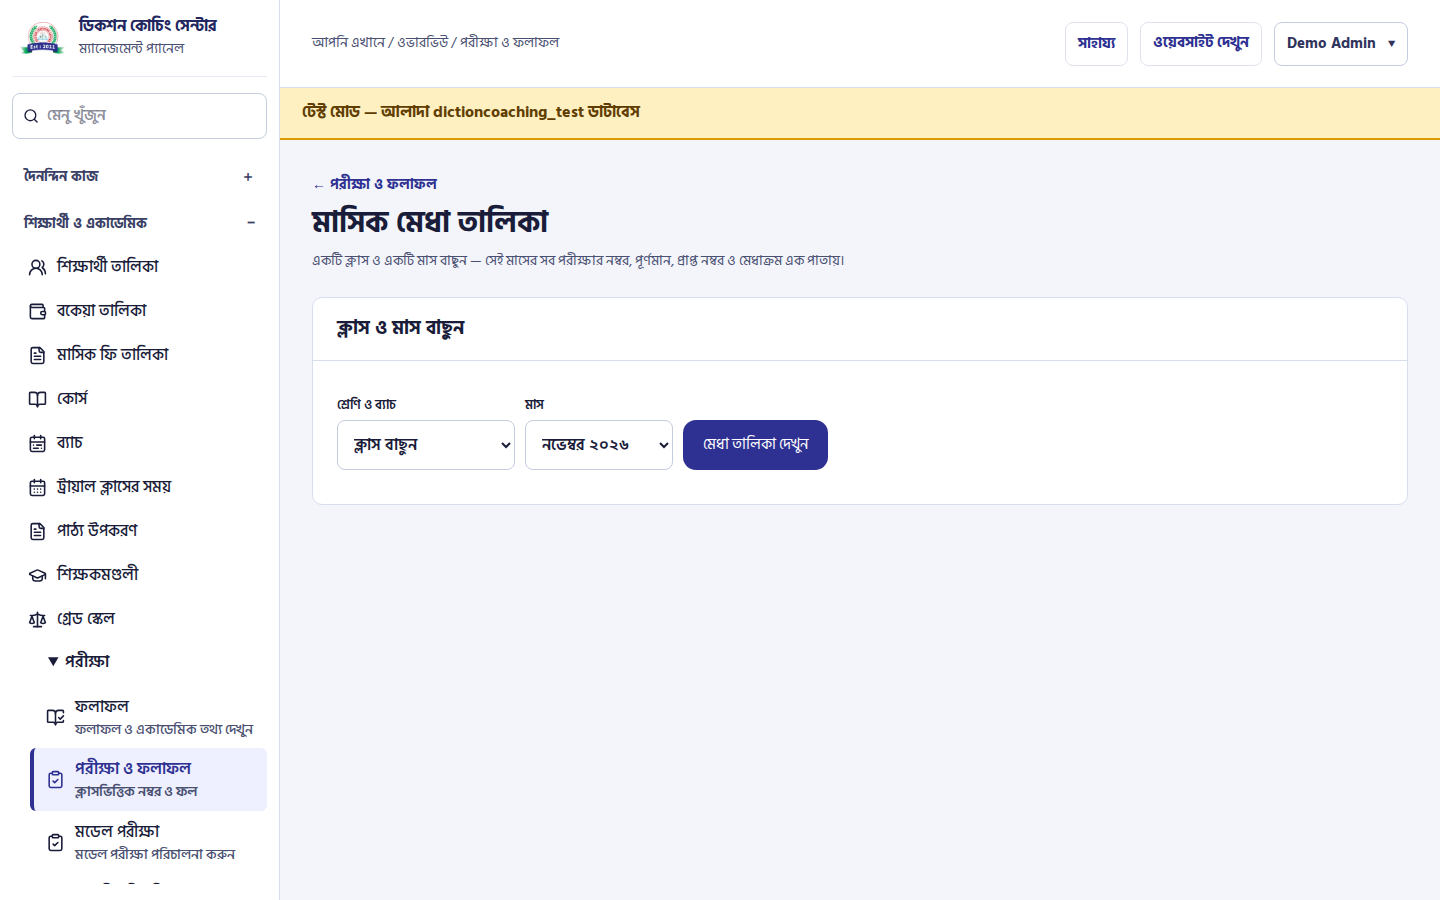 ডিকশন কোচিং সেন্টার
ম্যানেজমেন্ট প্যানেল
Est : 2011
মেনু খুঁজুন
দৈনন্দিন কাজ +
শিক্ষার্থী ও একাডেমিক −
শিক্ষার্থী তালিকা
বকেয়া তালিকা
মাসিক ফি তালিকা
কোর্স
ব্যাচ
ট্রায়াল ক্লাসের সময়
পাঠ্য উপকরণ
শিক্ষকমণ্ডলী
গ্রেড স্কেল
▼ পরীক্ষা
ফলাফল
ফলাফল ও একাডেমিক তথ্য দেখুন
পরীক্ষা ও ফলাফল
ক্লাসভিত্তিক নম্বর ও ফল
মডেল পরীক্ষা
মডেল পরীক্ষা পরিচালনা করুন
আপনি এখানে / ওভারভিউ / পরীক্ষা ও ফলাফল
সাহায্য
ওয়েবসাইট দেখুন
Demo Admin ▼
টেস্ট মোড — আলাদা dictioncoaching_test ডাটাবেস
← পরীক্ষা ও ফলাফল
মাসিক মেধা তালিকা
একটি ক্লাস ও একটি মাস বাছুন — সেই মাসের সব পরীক্ষার নম্বর, পূর্ণমান, প্রাপ্ত নম্বর ও মেধাক্রম এক পাতায়।
ক্লাস ও মাস বাছুন
শ্রেণি ও ব্যাচ
মাস
ক্লাস বাছুন
নভেম্বর ২০২৬
মেধা তালিকা দেখুন